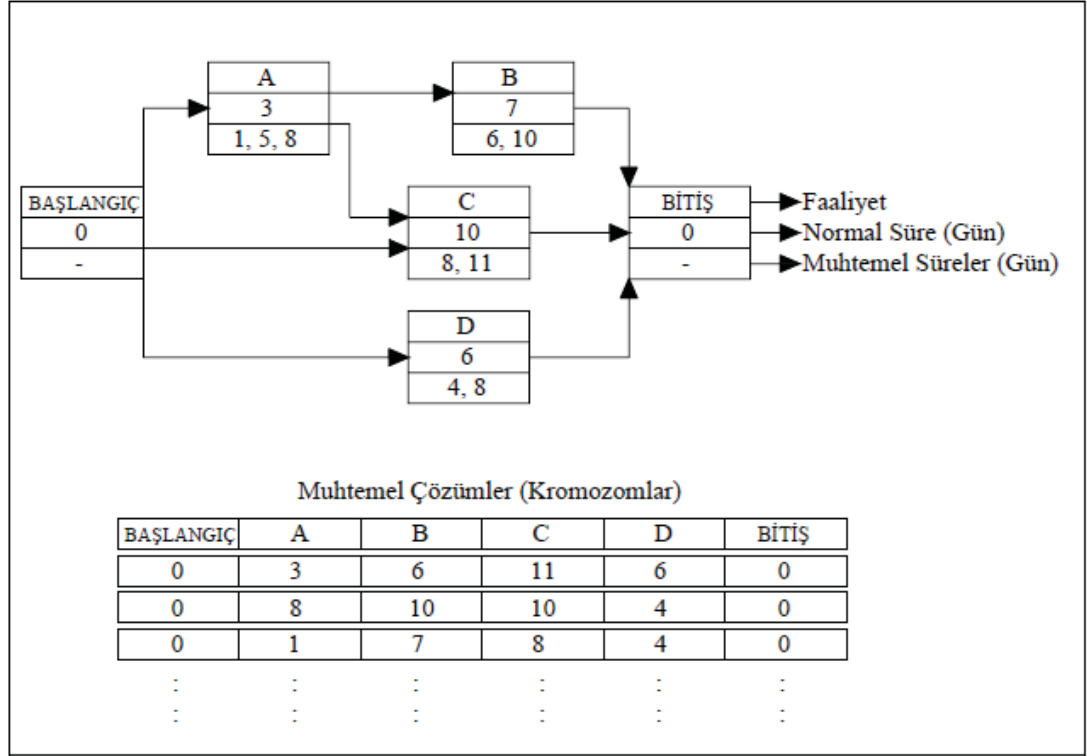 A
3
1, 5, 8
B
7
6, 10
BAŞLANGIÇ
0
-
C
10
8, 11
BİTİŞ
0
-
Faaliyet
Normal Süre (Gün)
Muhtemel Süreler (Gün)
D
6
4, 8
Muhtemel Çözümler (Kromozomlar)
BAŞLANGIÇ A B C D BİTİŞ
0 3 6 11 6 0
0 8 10 10 4 0
0 1 7 8 4 0
: : : : : :
: : : : : :